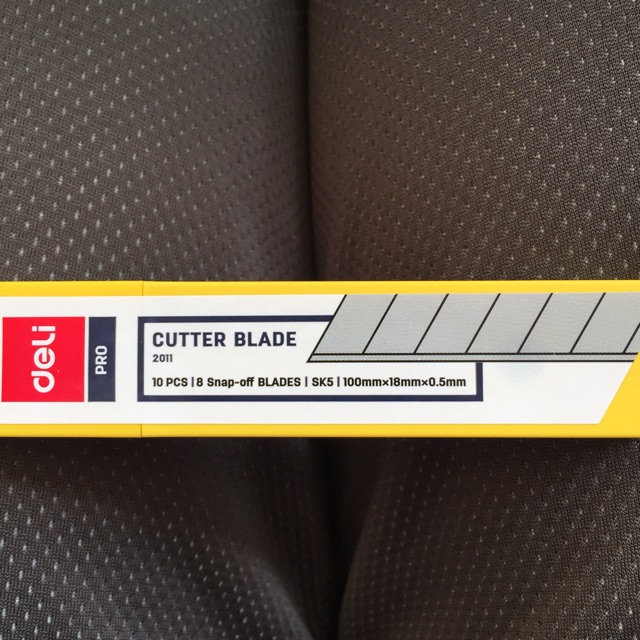 deli
PRO
CUTTER BLADE
2011
10 PCS | 8 Snap-off BLADES | SK5 | 100mm×18mm×0.5mm